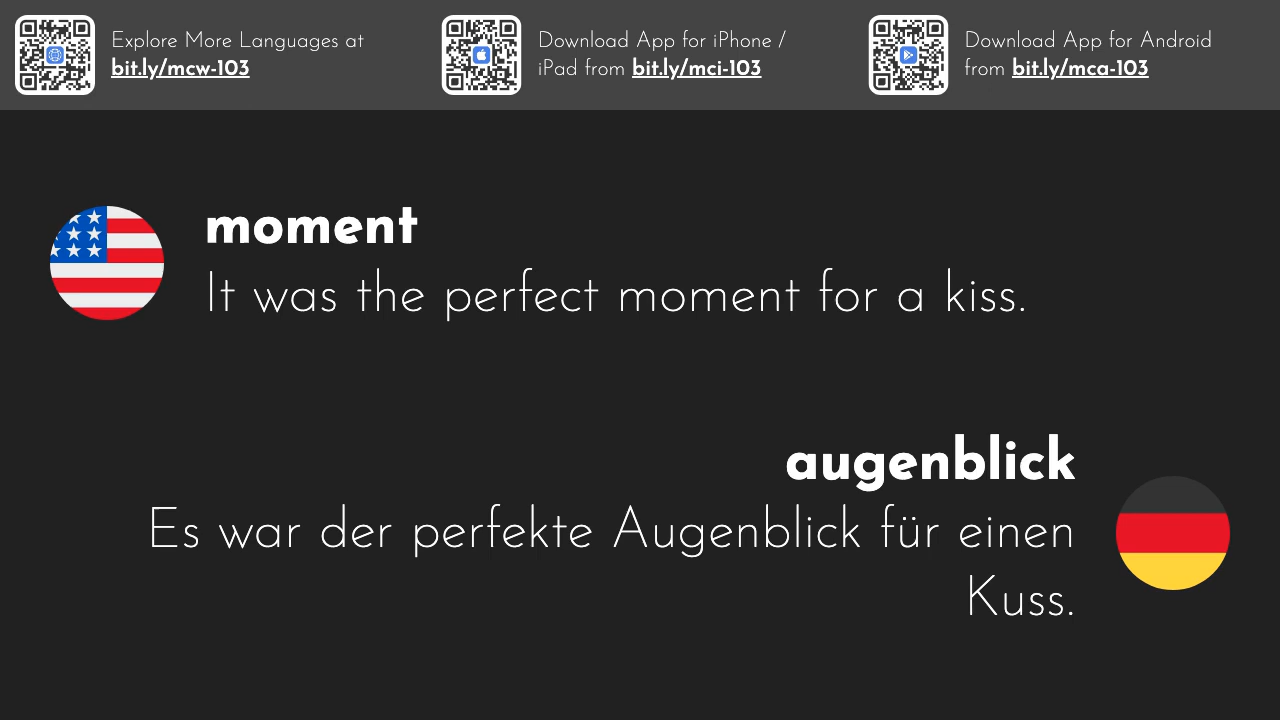 Explore More Languages at
bit.ly/mcw-103
Download App for iPhone /
iPad from bit.ly/mci-103
Download App for Android
from bit.ly/mca-103
moment
It was the perfect moment for a kiss.
augenblick
Es war der perfekte Augenblick für einen
Kuss.